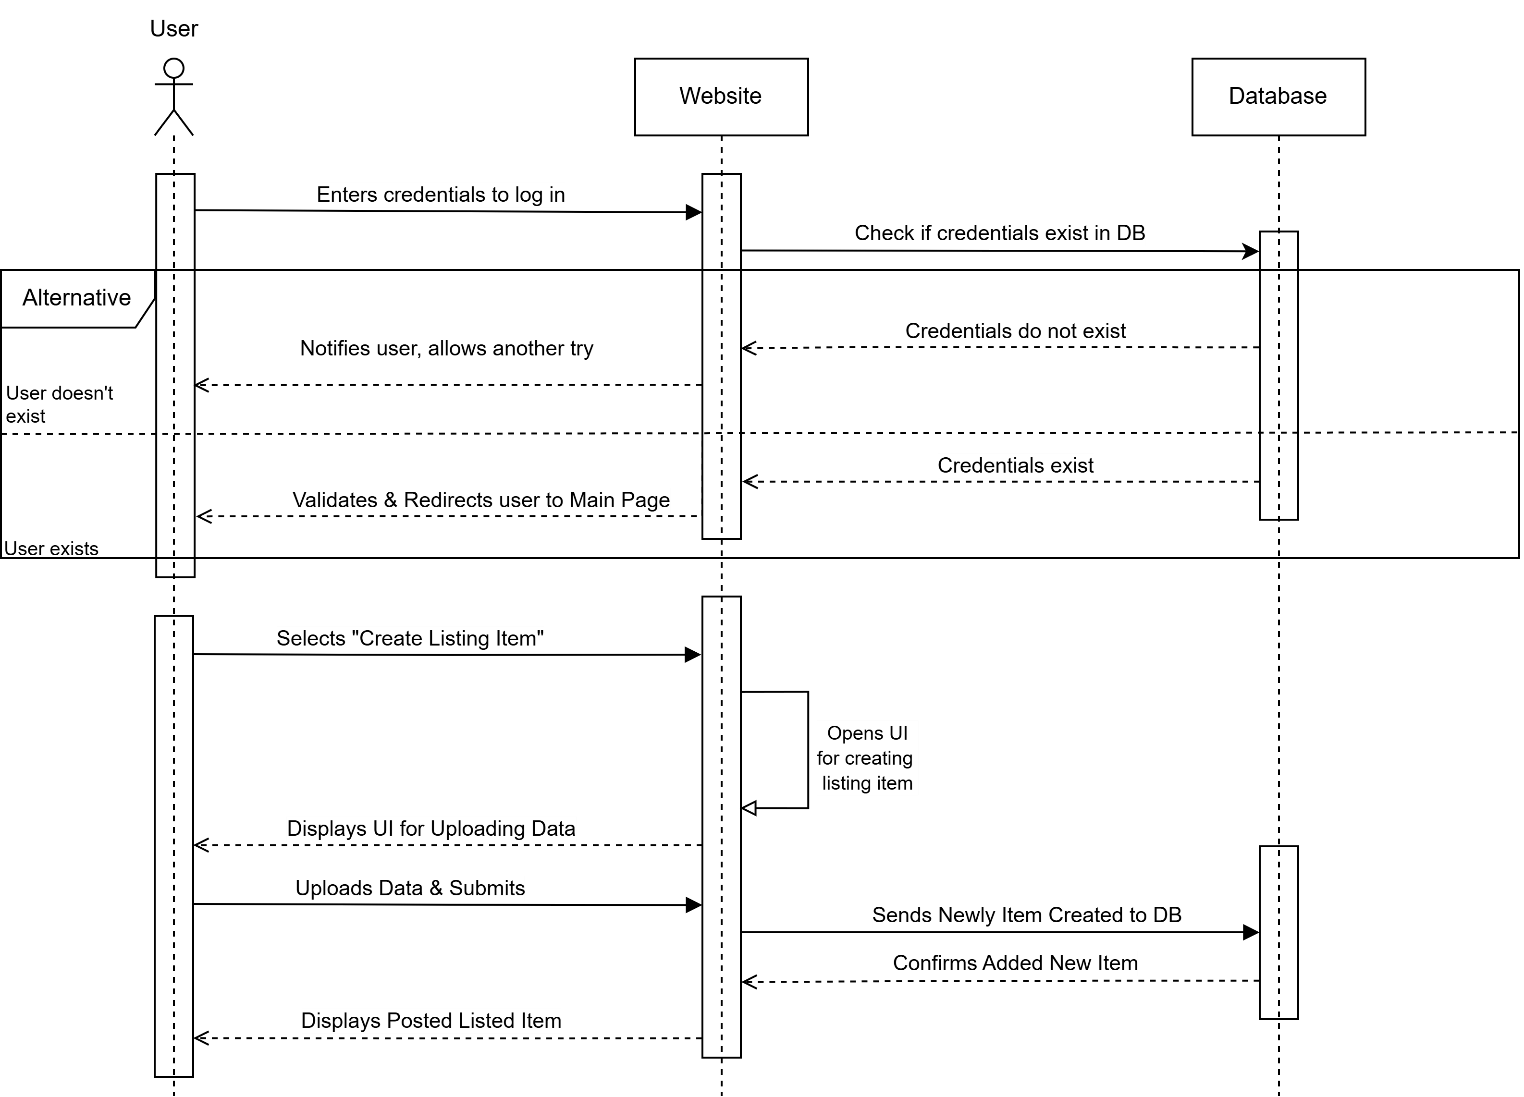 User
Website
Database
Enters credentials to log in
Check if credentials exist in DB
Alternative
Credentials do not exist
Notifies user, allows another try
User doesn't
exist
Credentials exist
Validates & Redirects user to Main Page
User exists
Selects "Create Listing Item"
Opens UI
for creating
listing item
Displays UI for Uploading Data
Uploads Data & Submits
Sends Newly Item Created to DB
Confirms Added New Item
Displays Posted Listed Item